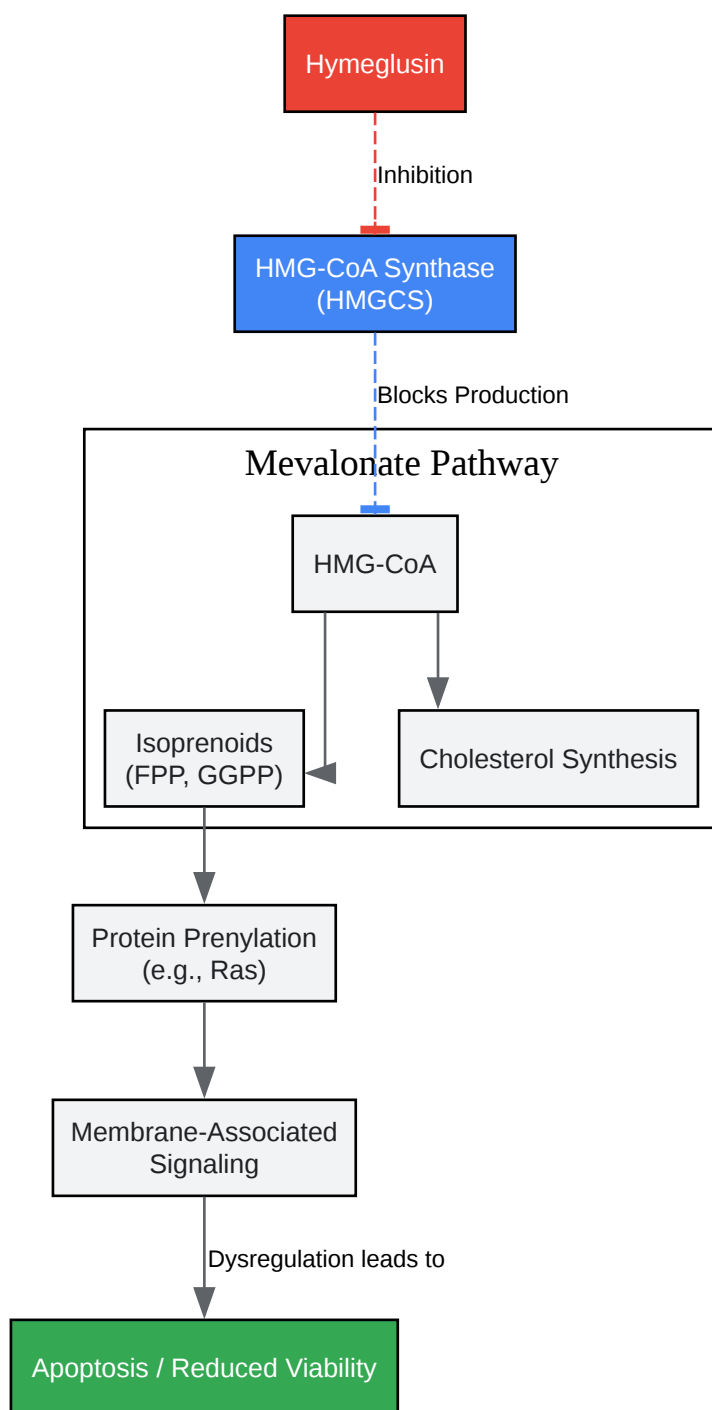 Hymeglusin
Inhibition
HMG-CoA Synthase
(HMGCS)
Blocks Production
Mevalonate Pathway
HMG-CoA
Isoprenoids
(FPP, GGPP)
Cholesterol Synthesis
Protein Prenylation
(e.g., Ras)
Membrane-Associated
Signaling
Dysregulation leads to
Apoptosis / Reduced Viability